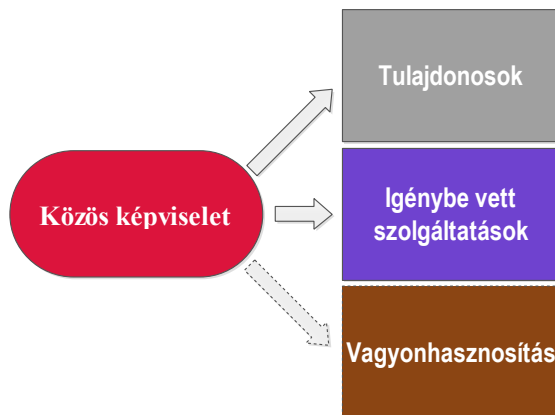 Közös képviselet
Tulajdonosok
Igénybe vett
szolgáltatások
Vagyonhasznosítás